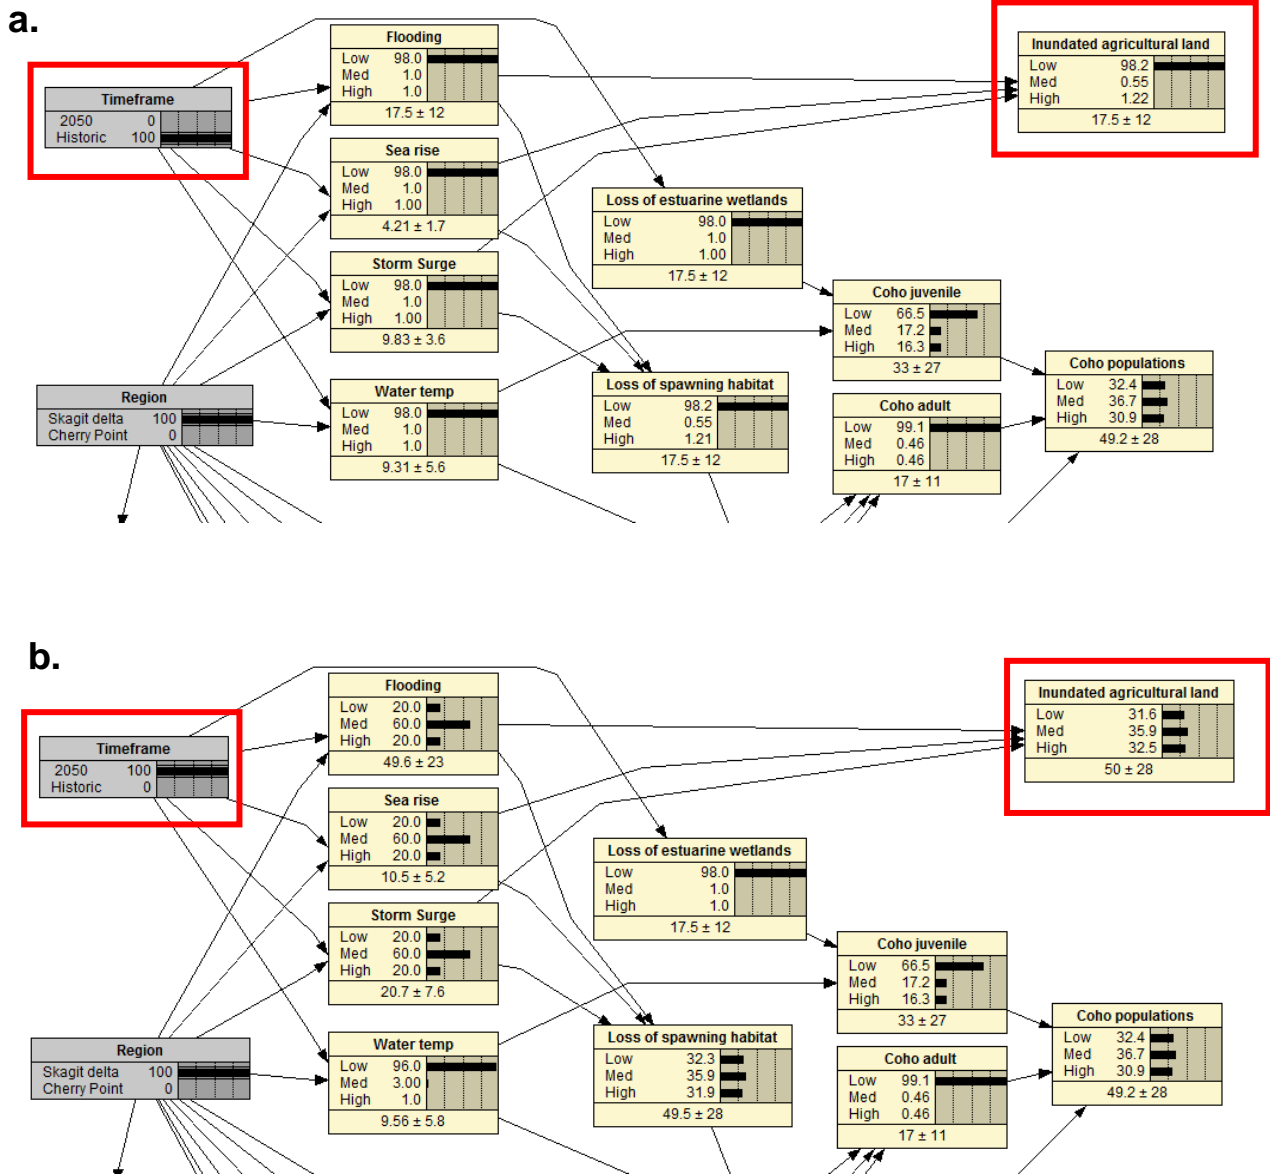 a.
Flooding
Low 98.0
Med 1.0
High 1.0
17.5 ± 12
Inundated agricultural land
Low 98.2
Med 0.55
High 1.22
17.5 ± 12
Timeframe
2050 0
Historic 100
Sea rise
Low 98.0
Med 1.0
High 1.00
4.21 ± 1.7
Loss of estuarine wetlands
Low 98.0
Med 1.0
High 1.00
17.5 ± 12
Storm Surge
Low 98.0
Med 1.0
High 1.00
9.83 ± 3.6
Coho juvenile
Low 66.5
Med 17.2
High 16.3
33 ± 27
Coho populations
Low 32.4
Med 36.7
High 30.9
49.2 ± 28
Region
Skagit delta 100
Cherry Point 0
Water temp
Low 98.0
Med 1.0
High 1.0
9.31 ± 5.6
Loss of spawning habitat
Low 98.2
Med 0.55
High 1.21
17.5 ± 12
Coho adult
Low 99.1
Med 0.46
High 0.46
17 ± 11
b.
Flooding
Low 20.0
Med 60.0
High 20.0
49.6 ± 23
Inundated agricultural land
Low 31.6
Med 35.9
High 32.5
50 ± 28
Timeframe
2050 100
Historic 0
Sea rise
Low 20.0
Med 60.0
High 20.0
10.5 ± 5.2
Loss of estuarine wetlands
Low 98.0
Med 1.0
High 1.0
17.5 ± 12
Storm Surge
Low 20.0
Med 60.0
High 20.0
20.7 ± 7.6
Coho juvenile
Low 66.5
Med 17.2
High 16.3
33 ± 27
Coho populations
Low 32.4
Med 36.7
High 30.9
49.2 ± 28
Region
Skagit delta 100
Cherry Point 0
Water temp
Low 96.0
Med 3.00
High 1.0
9.56 ± 5.8
Loss of spawning habitat
Low 32.3
Med 35.9
High 31.9
49.5 ± 28
Coho adult
Low 99.1
Med 0.46
High 0.46
17 ± 11